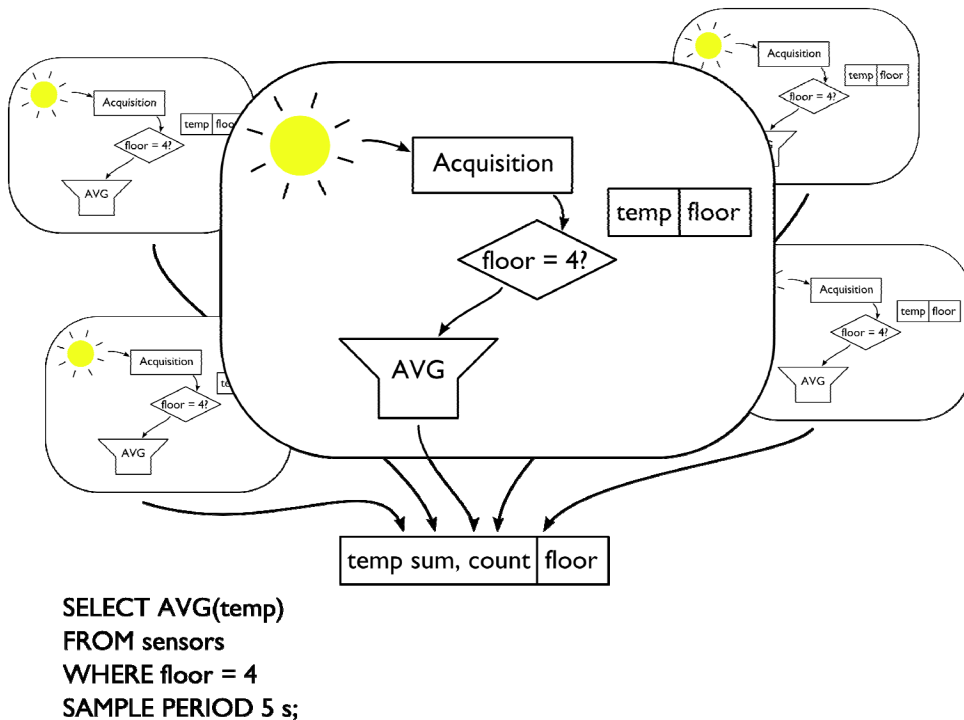 Acquisition
temp floor
floor = 4?
AVG
Acquisition
temp
floor = 4?
AVG
Acquisition
temp floor
floor = 4?
AVG
Acquisition
temp floor
floor = 4?
AVG
Acquisition
floor = 4?
AVG
temp sum, count floor
SELECT AVG(temp)
FROM sensors
WHERE floor = 4
SAMPLE PERIOD 5 s;